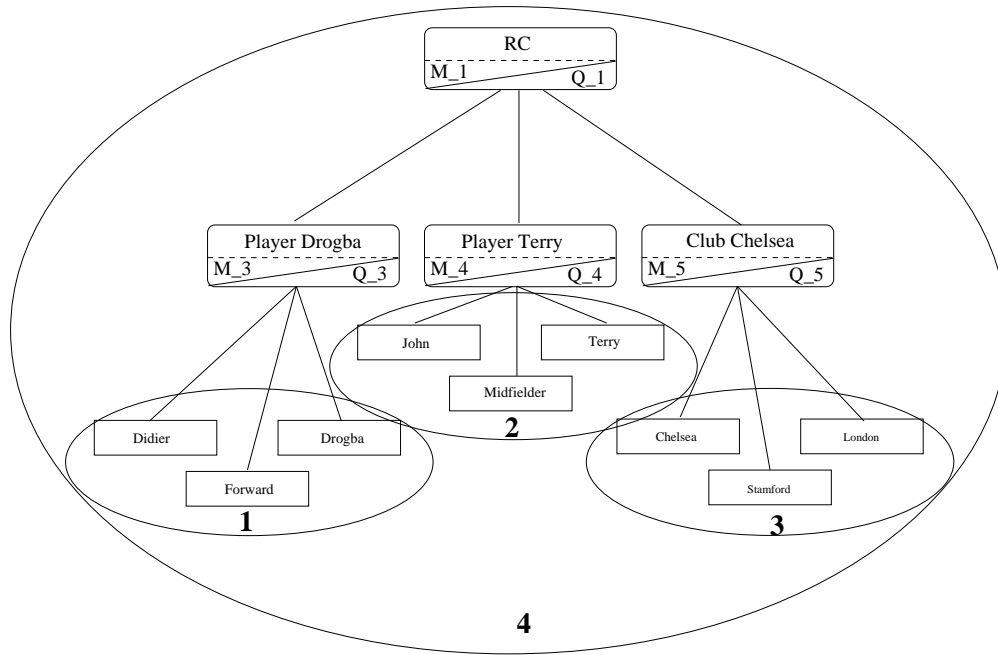 RC
M_1
Q_1
Player Drogba
M_3
Q_3
Player Terry
M_4
Q_4
Club Chelsea
M_5
Q_5
John
Terry
Midfielder
2
Didier
Drogba
Forward
1
Chelsea
London
Stamford
3
4